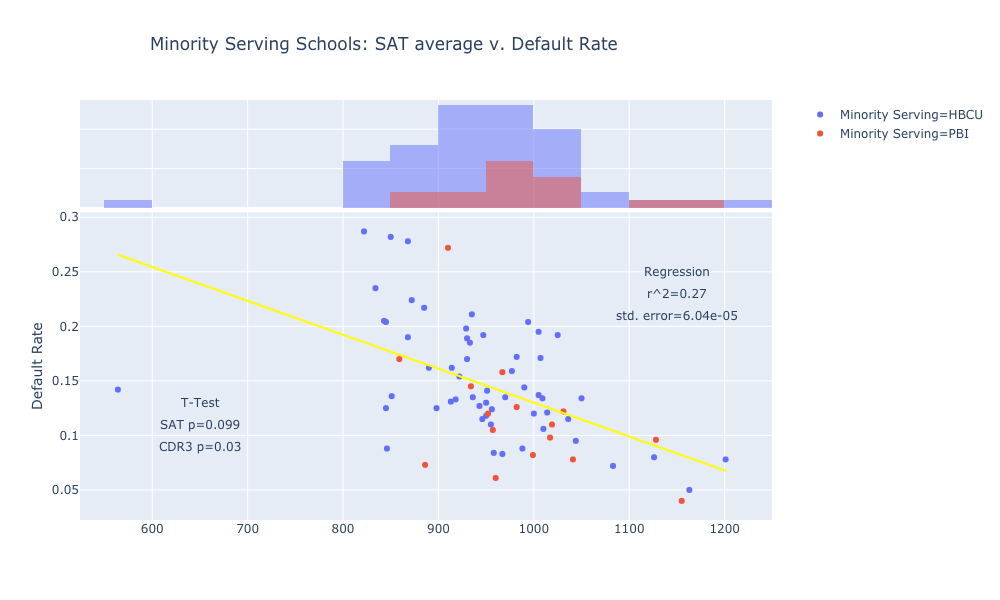 Minority Serving Schools: SAT average v. Default Rate
Minority Serving=HBCU
Minority Serving=PBI
0.3
0.25
0.2
0.15
0.1
0.05
Default Rate
Regression
r^2=0.27
std. error=6.04e-05
T-Test
SAT p=0.099
CDR3 p=0.03
600 700 800 900 1000 1100 1200